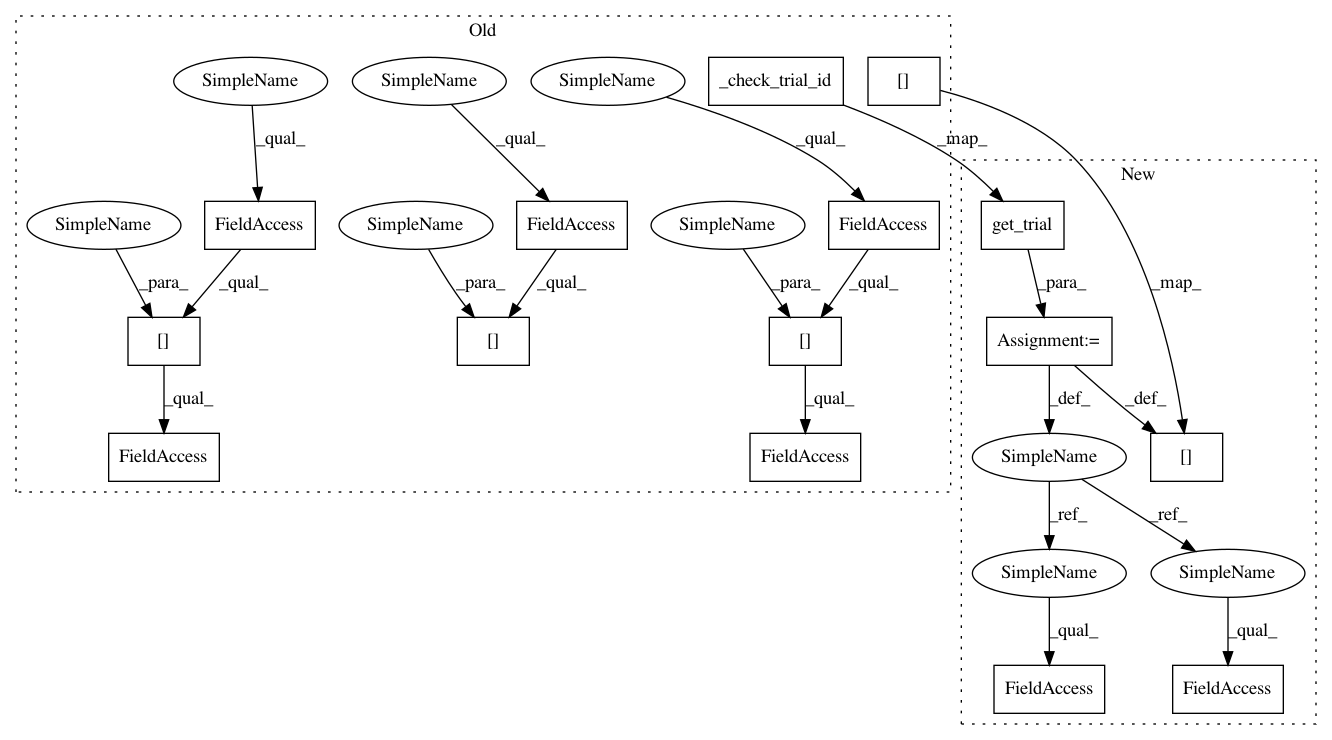 Old
SimpleName
SimpleName
SimpleName
_check_trial_id
[]
_qual_
_qual_
_qual_
_map_
New
SimpleName
FieldAccess
SimpleName
FieldAccess
SimpleName
FieldAccess
get_trial
_para_
_qual_
_para_
_qual_
_para_
_qual_
_para_
_map_
[]
[]
[]
Assignment:=
_qual_
_qual_
_def_
_def_
FieldAccess
FieldAccess
SimpleName
[]
_ref_
_ref_
SimpleName
SimpleName
_qual_
_qual_
FieldAccess
FieldAccess